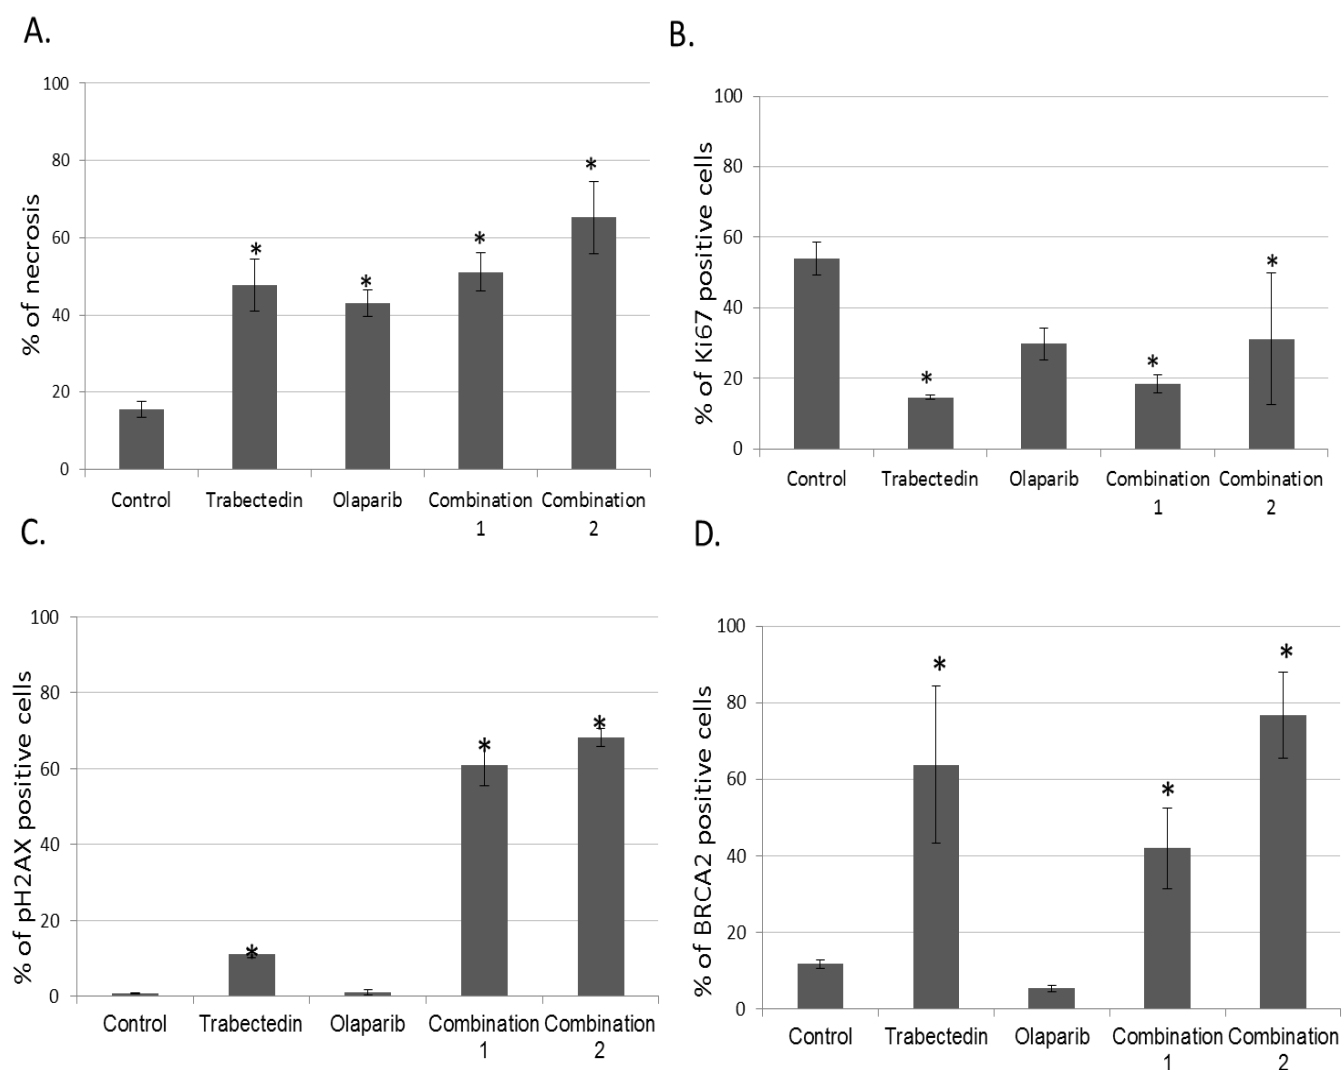 A.
% of necrosis
100
80
60
40
20
0
*
*
*
*
Control
Trabectedin
Olaparib
Combination
1
Combination
2
B.
% of Ki67 positive cells
100
80
60
40
20
0
*
*
*
Control
Trabectedin
Olaparib
Combination
1
Combination
2
C.
% of pH2AX positive cells
100
80
60
40
20
0
*
*
*
Control
Trabectedin
Olaparib
Combination
1
Combination
2
D.
% of BRCA2 positive cells
100
80
60
40
20
0
*
*
*
Control
Trabectedin
Olaparib
Combination
1
Combination
2